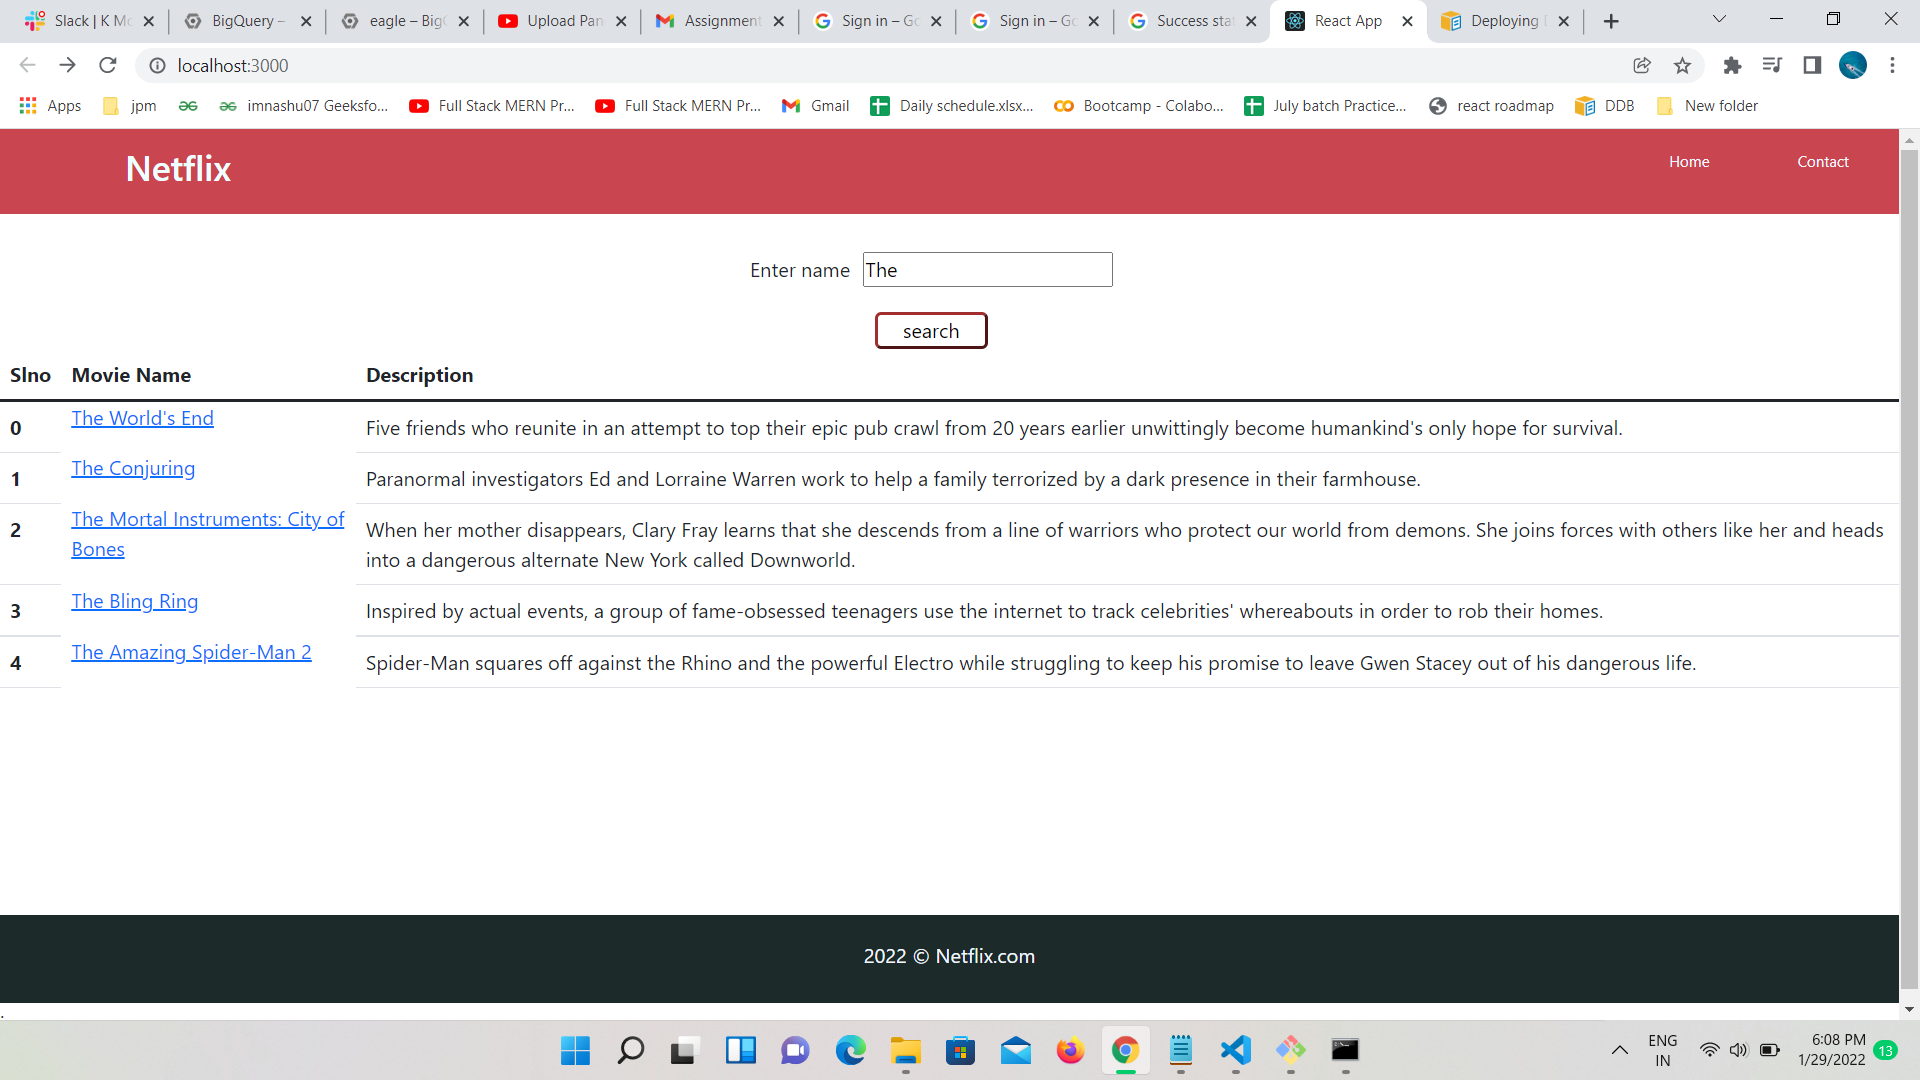 Slack | K Mo
BigQuery –
eagle – BigQ
Upload Pan
Assignment
Sign in – Go
Sign in – Go
Success stat
React App
Deploying
localhost:3000
Apps
jpm
imnashu07 Geeksfo...
Full Stack MERN Pr...
Full Stack MERN Pr...
Gmail
Daily schedule.xlsx...
Bootcamp - Colabo...
July batch Practice...
react roadmap
DDB
New folder
Netflix
Home
Contact
Enter name The
search
Slno Movie Name Description
0 The World's End Five friends who reunite in an attempt to top their epic pub crawl from 20 years earlier unwittingly become humankind's only hope for survival.
1 The Conjuring Paranormal investigators Ed and Lorraine Warren work to help a family terrorized by a dark presence in their farmhouse.
2 The Mortal Instruments: City of When her mother disappears, Clary Fray learns that she descends from a line of warriors who protect our world from demons. She joins forces with others like her and heads
Bones into a dangerous alternate New York called Downworld.
3 The Bling Ring Inspired by actual events, a group of fame-obsessed teenagers use the internet to track celebrities' whereabouts in order to rob their homes.
4 The Amazing Spider-Man 2 Spider-Man squares off against the Rhino and the powerful Electro while struggling to keep his promise to leave Gwen Stacey out of his dangerous life.
2022 © Netflix.com
.
ENG
IN
6:08 PM
1/29/2022
13